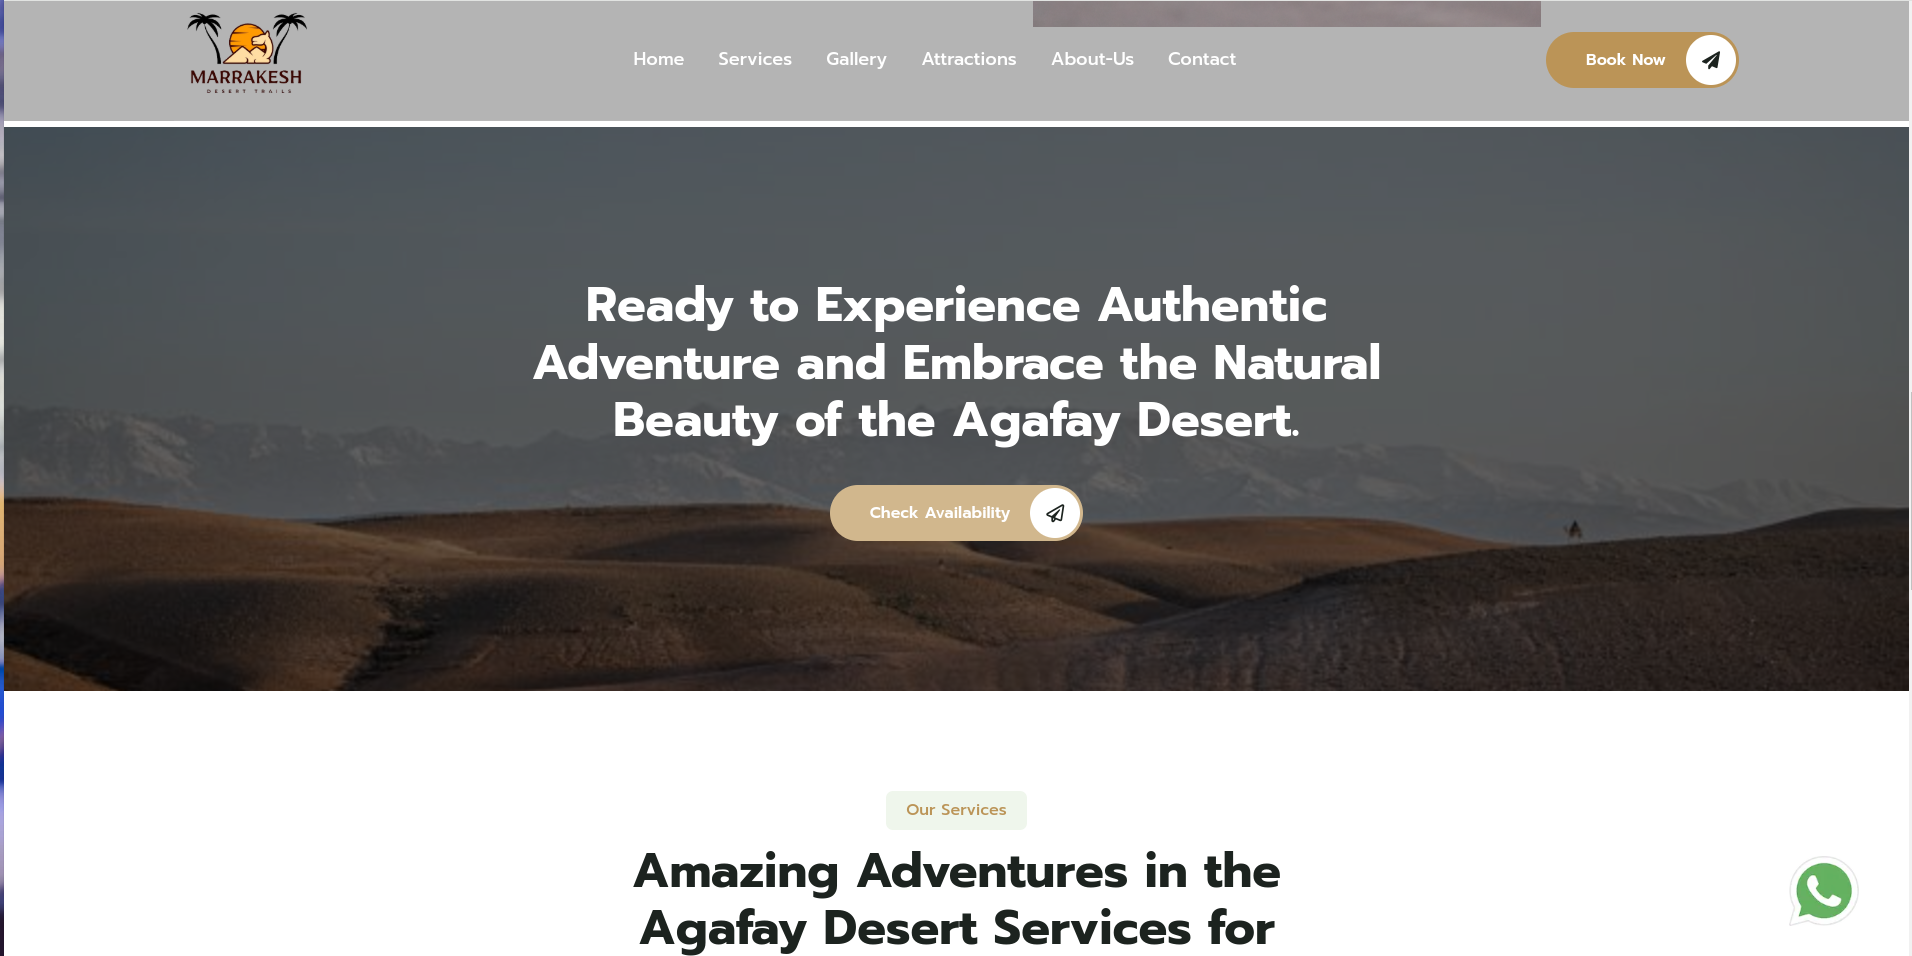 MARRAKESH
DESERT TRAILS
Home Services Gallery Attractions About-Us Contact
Book Now
Ready to Experience Authentic
Adventure and Embrace the Natural
Beauty of the Agafay Desert.
Check Availability
Our Services
Amazing Adventures in the
Agafay Desert Services for